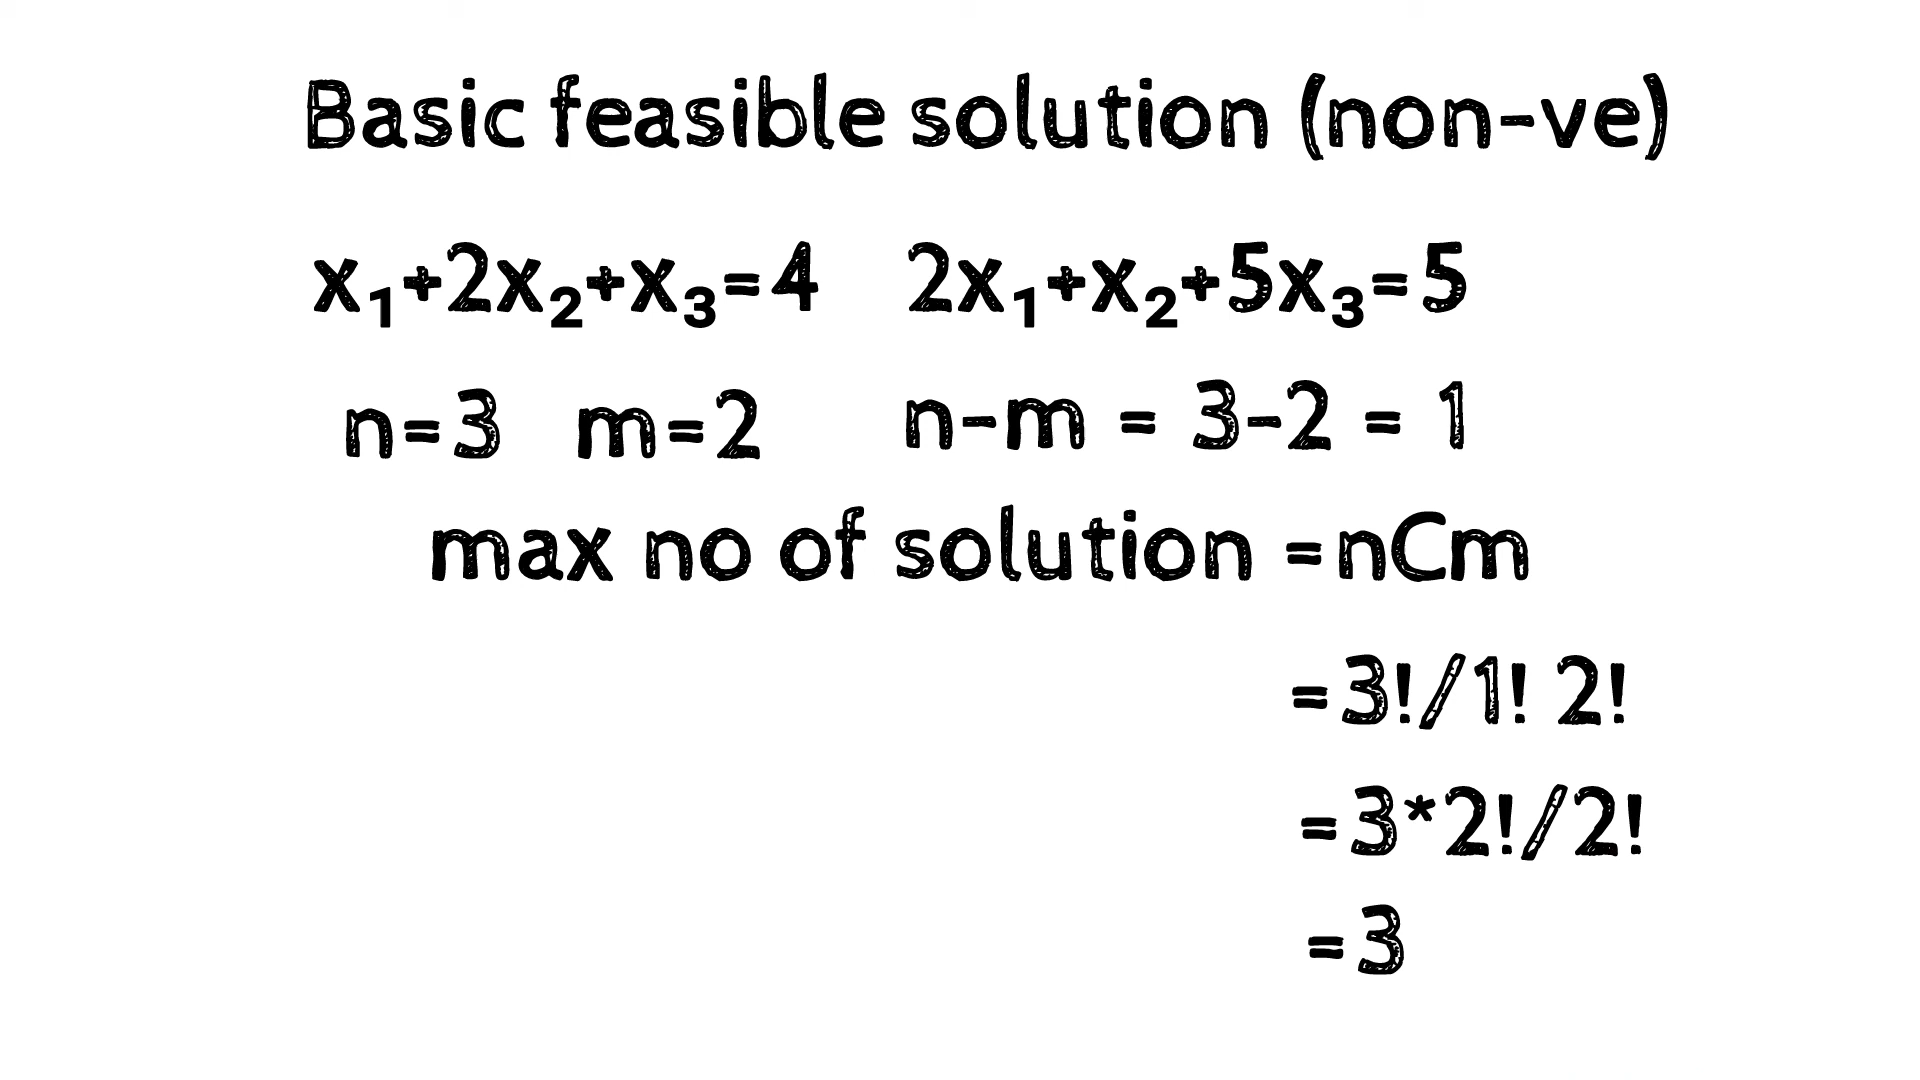 Basic feasible solution (non-ve)
x₁+2x₂+x₃=4 2x₁+x₂+5x₃=5
n=3 m=2 n-m = 3-2 = 1
max no of solution =nCm
=3!/1! 2!
=3*2!/2!
=3